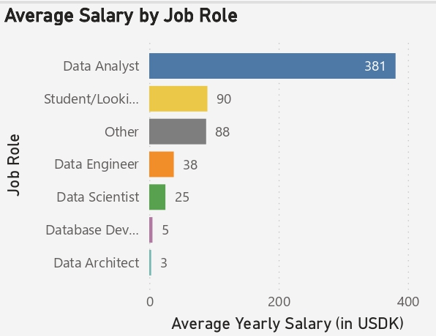 Average Salary by Job Role
Job Role
Data Analyst 381
Student/Looki... 90
Other 88
Data Engineer 38
Data Scientist 25
Database Dev... 5
Data Architect 3
0 200 400
Average Yearly Salary (in USDK)